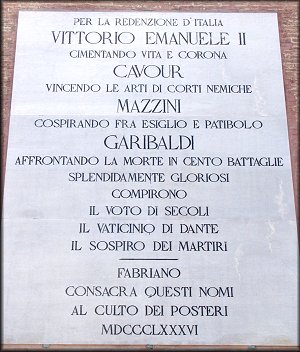 PER LA REDENZIONE D'ITALIA
VITTORIO EMANUELE II
CIMENTANDO VITA E CORONA
CAVOUR
VINCENDO LE ARTI DI CORTI NEMICHE
MAZZINI
COSPIRANDO FRA ESIGLIO E PATIBOLO
GARIBALDI
AFFRONTANDO LA MORTE IN CENTO BATTAGLIE
SPLENDIDAMENTE GLORIOSI
COMPIRONO
IL VOTO DI SECOLI
IL VATICINIO DI DANTE
IL SOSPIRO DEI MARTIRI
FABRIANO
CONSACRA QUESTI NOMI
AL CULTO DEI POSTERI
MDCCCLXXXVI